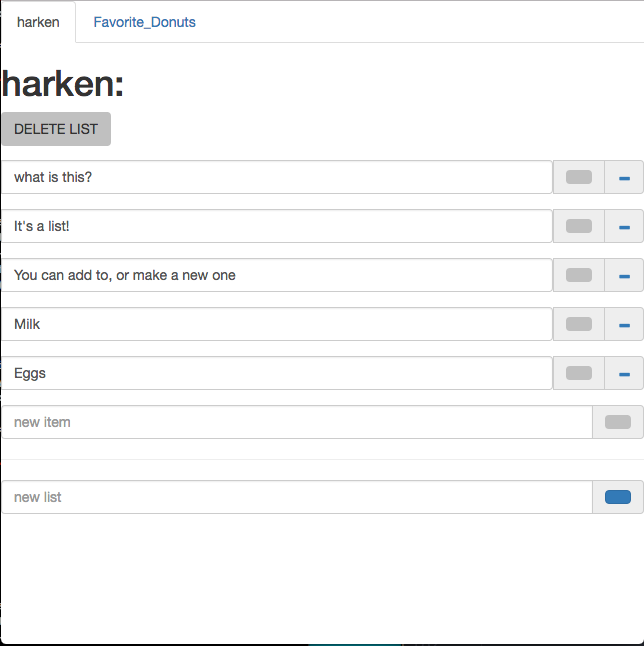 harken
Favorite_Donuts
harken:
DELETE LIST
what is this?
It's a list!
You can add to, or make a new one
Milk
Eggs
new item
new list